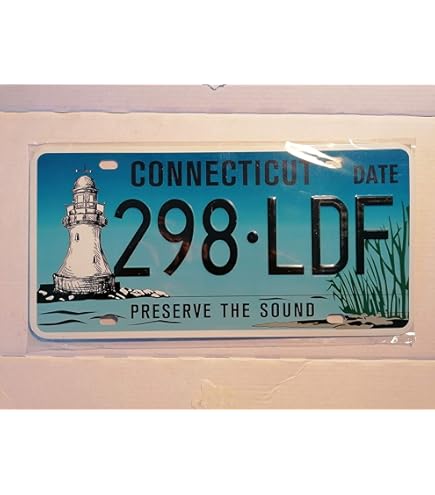 CONNECTICUT DATE
298·LDF
PRESERVE THE SOUND